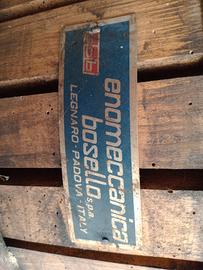 enomeccanica
bosello s.p.a.
LEGNARO - PADOVA - ITALY